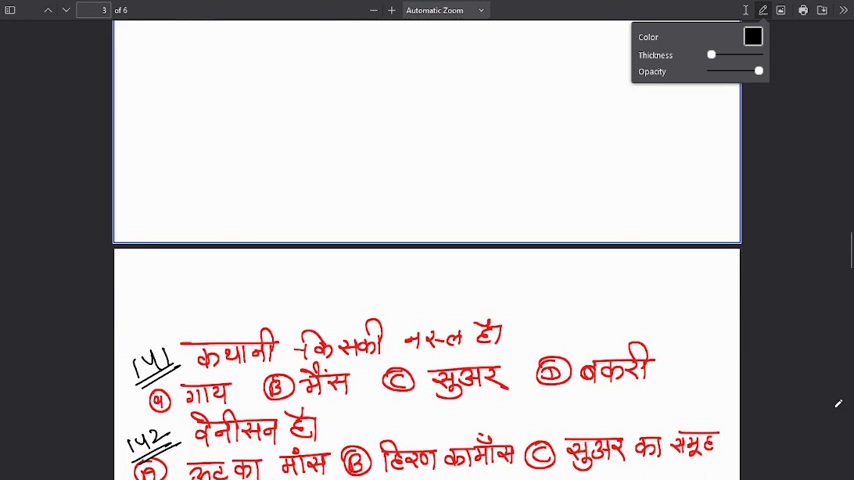 3 of 6
Automatic Zoom
Color
Thickness
Opacity
141 कथानी किसकी नस्ल है।
A गाय B भैंस C सुअर D बकरी
142 वैनीसन है।
A ऊट का मांस B हिरण का माँस C सुअर का समूह